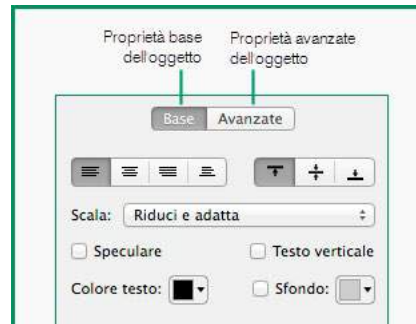 Proprietà base
dell'oggetto
Proprietà avanzate
dell'oggetto
Base Avanzate
Scala: Riduci e adatta
Speculare Testo verticale
Colore testo: Sfondo: